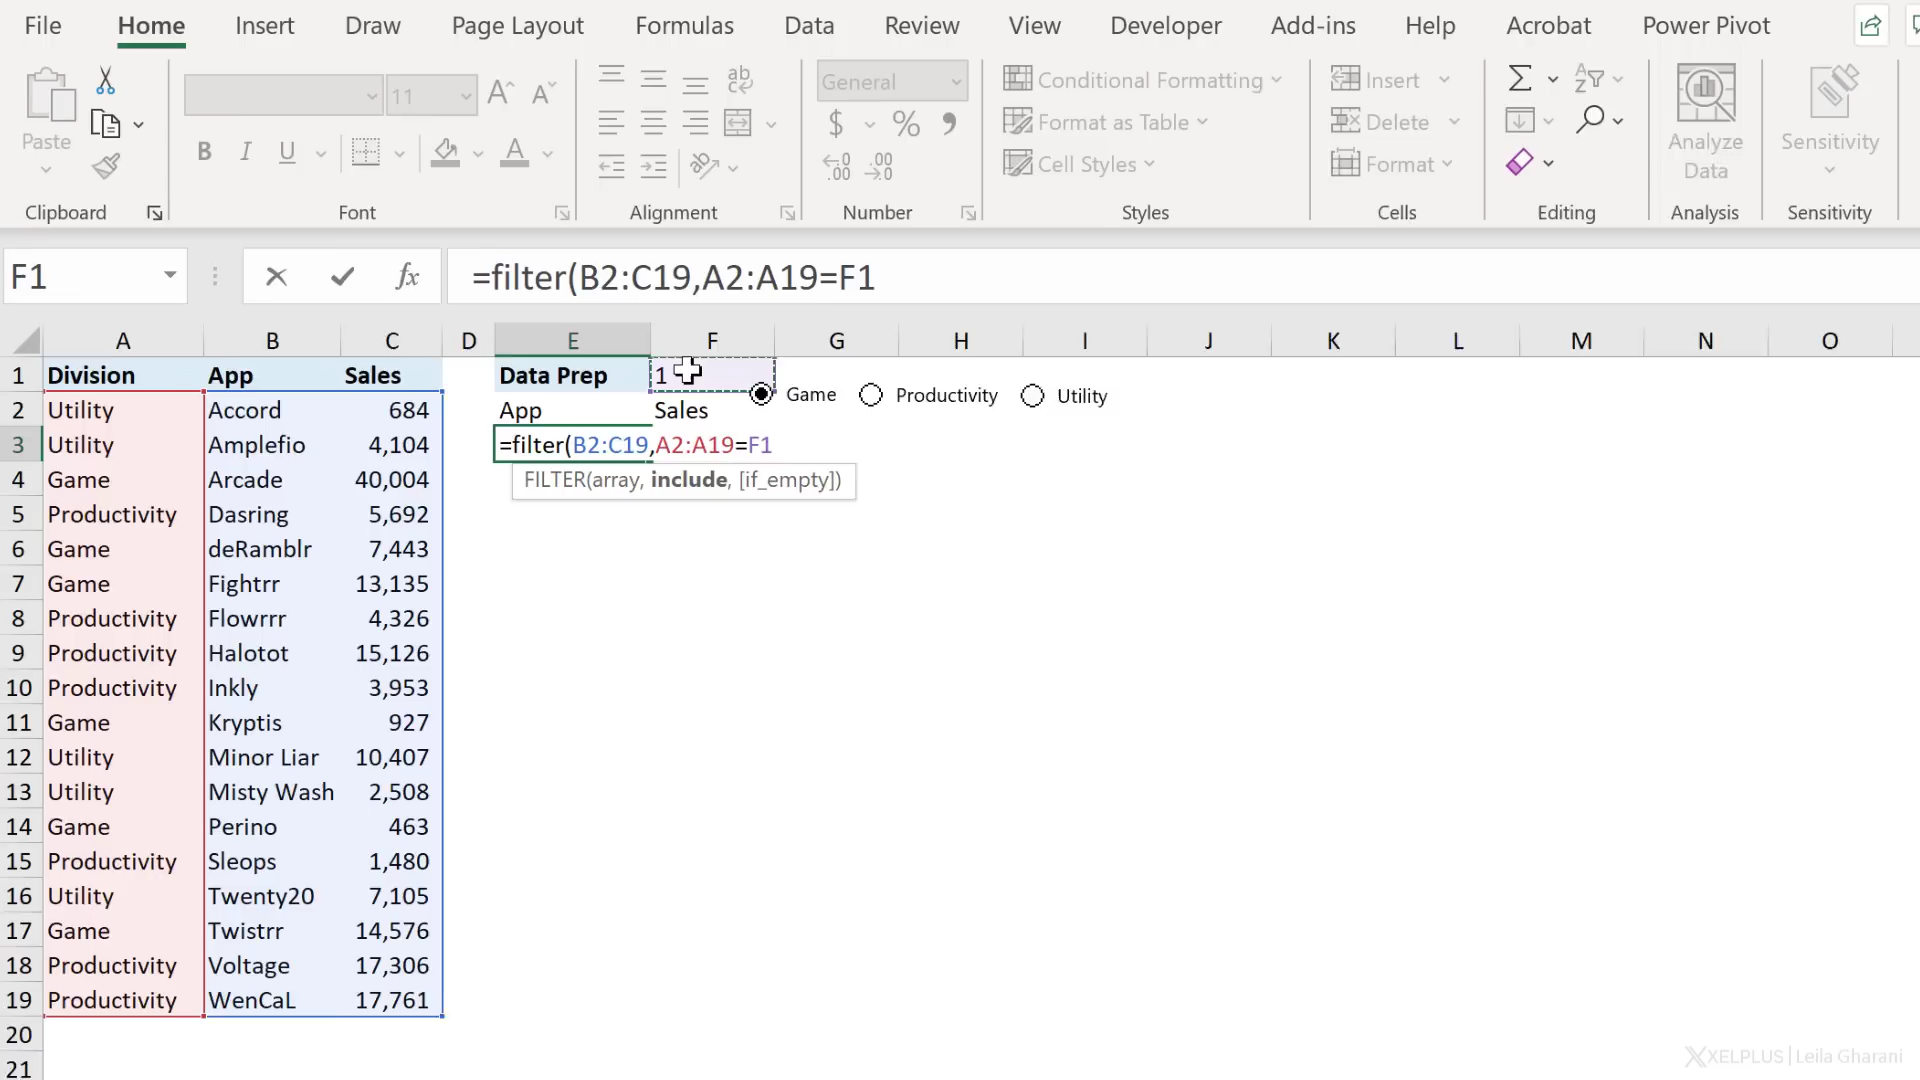 File Home Insert Draw Page Layout Formulas Data Review View Developer Add-ins Help Acrobat Power Pivot
Paste
11
General
Conditional Formatting
Format as Table
Cell Styles
Insert
Delete
Format
Analyze Data
Sensitivity
Clipboard Font Alignment Number Styles Cells Editing Analysis Sensitivity
F1 =filter(B2:C19,A2:A19=F1
A B C D E F G H I J K L M N O
1 Division App Sales Data Prep 1
Game Productivity Utility
2 Utility Accord 684 App Sales
3 Utility Amplefio 4,104 =filter(B2:C19,A2:A19=F1
4 Game Arcade 40,004 FILTER(array, include, [if_empty])
5 Productivity Dasring 5,692
6 Game deRamblr 7,443
7 Game Fightrr 13,135
8 Productivity Flowrrr 4,326
9 Productivity Halotot 15,126
10 Productivity Inkly 3,953
11 Game Kryptis 927
12 Utility Minor Liar 10,407
13 Utility Misty Wash 2,508
14 Game Perino 463
15 Productivity Sleops 1,480
16 Utility Twenty20 7,105
17 Game Twistrr 14,576
18 Productivity Voltage 17,306
19 Productivity WenCaL 17,761
20
21
XELPLUS | Leila Gharani